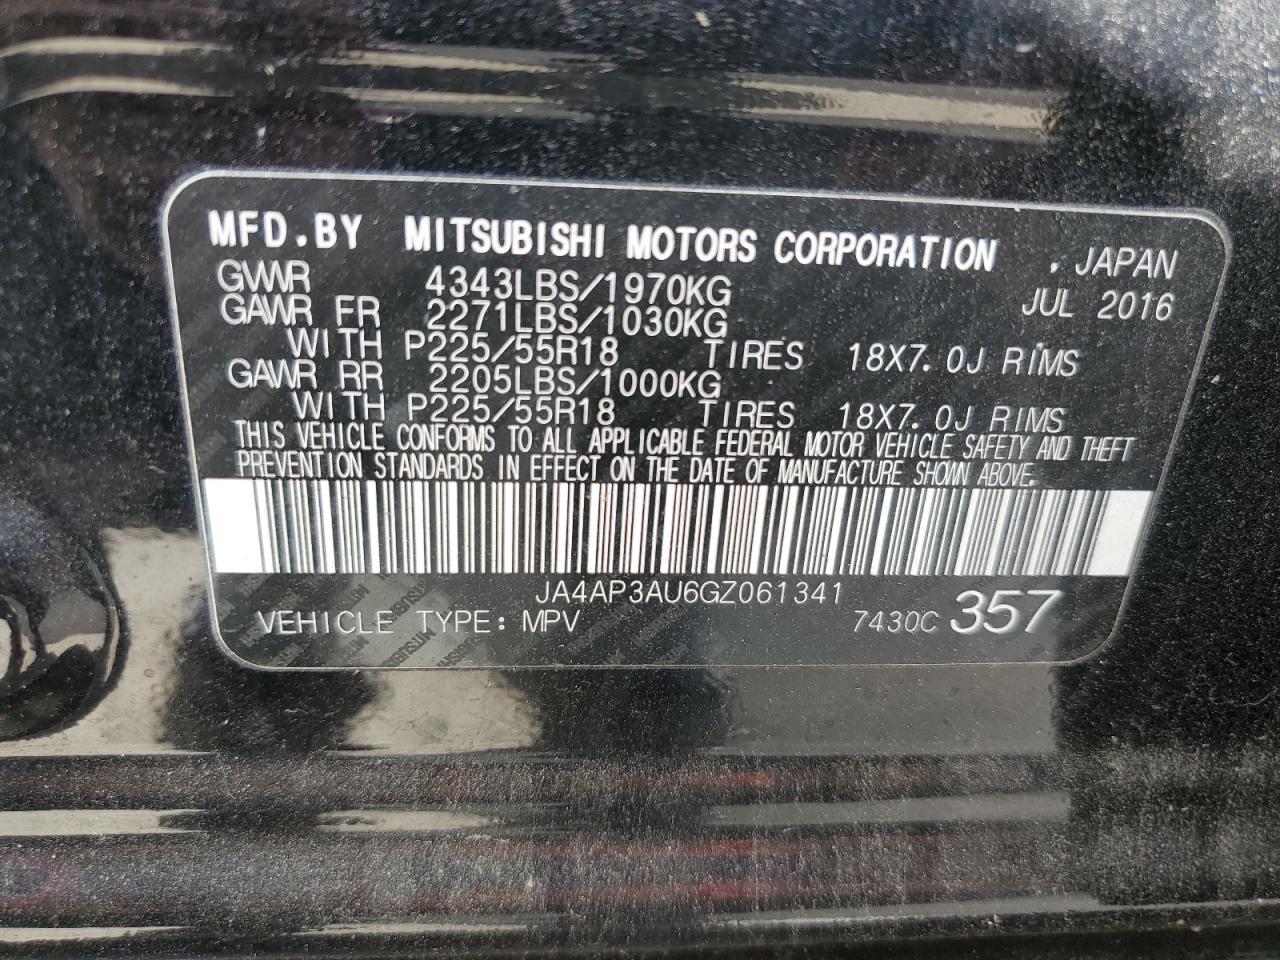 MFD.BY MITSUBISHI MOTORS CORPORATION , JAPAN
GVWR 4343LBS/1970KG JUL 2016
GAWR FR 2271LBS/1030KG
WITH P225/55R18 TIRES 18X7.0J RIMS
GAWR RR 2205LBS/1000KG
WITH P225/55R18 TIRES 18X7.0J RIMS
THIS VEHICLE CONFORMS TO ALL APPLICABLE FEDERAL MOTOR VEHICLE SAFETY AND THEFT
PREVENTION STANDARDS IN EFFECT ON THE DATE OF MANUFACTURE SHOWN ABOVE.
JA4AP3AU6GZ061341
VEHICLE TYPE: MPV 7430C 357